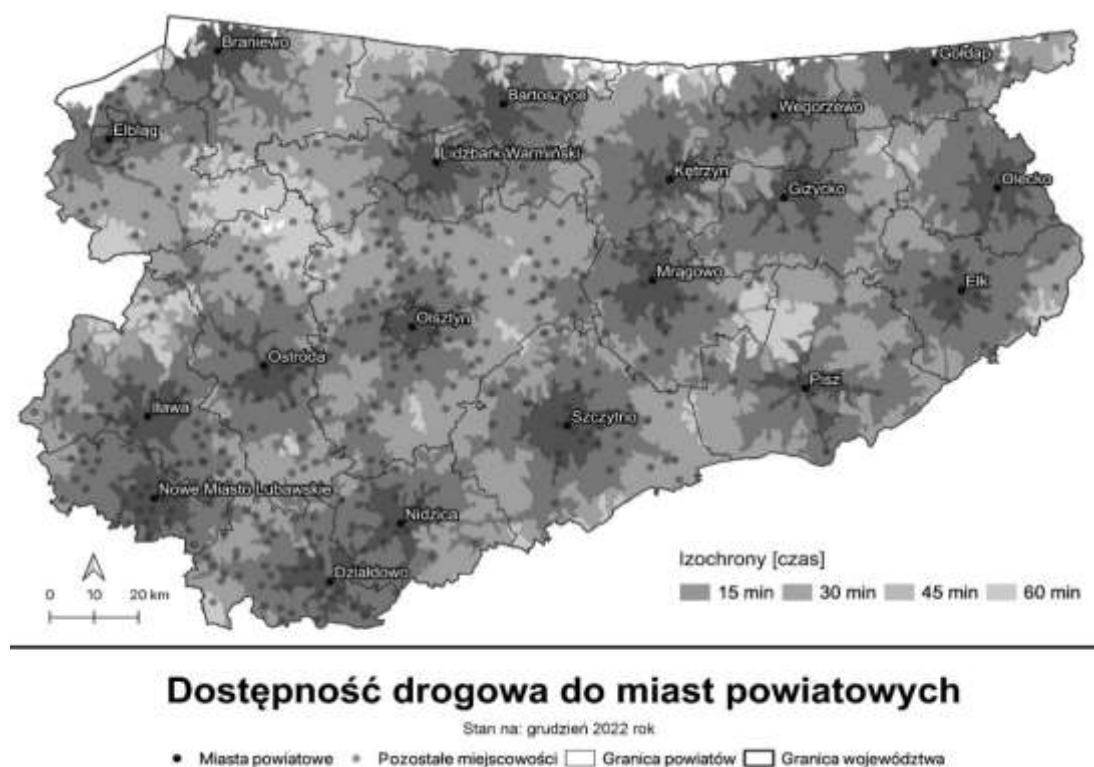 Braniewo
Gołdap
Bartoszyce
Węgorzewo
Elbląg
Lidzbark Warmiński
Kętrzyn
Giżycko
Olecko
Mrągowo
Ełk
Olsztyn
Ostróda
Pisz
Iława
Szczytno
Nowe Miasto Lubawskie
Nidzica
Działdowo
Izochrony [czas]
0 10 20 km
15 min 30 min 45 min 60 min
Dostępność drogowa do miast powiatowych
Stan na: grudzień 2022 rok
Miasta powiatowe Pozostałe miejscowości Granica powiatów Granica województwa